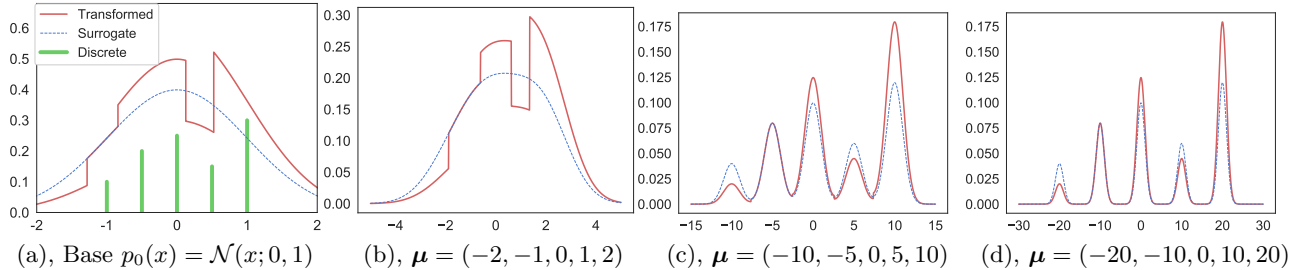 Transformed
Surrogate
Discrete
0.6
0.5
0.4
0.3
0.2
0.1
0.0
-2 -1 0 1 2
0.30
0.25
0.20
0.15
0.10
0.05
0.00
−4 −2 0 2 4
0.175
0.150
0.125
0.100
0.075
0.050
0.025
0.000
−15 −10 −5 0 5 10 15
0.175
0.150
0.125
0.100
0.075
0.050
0.025
0.000
−30 −20 −10 0 10 20 30
(a), Base p₀(x) = 𝒩(x; 0, 1)
(b), μ = (−2, −1, 0, 1, 2)
(c), μ = (−10, −5, 0, 5, 10)
(d), μ = (−20, −10, 0, 10, 20)